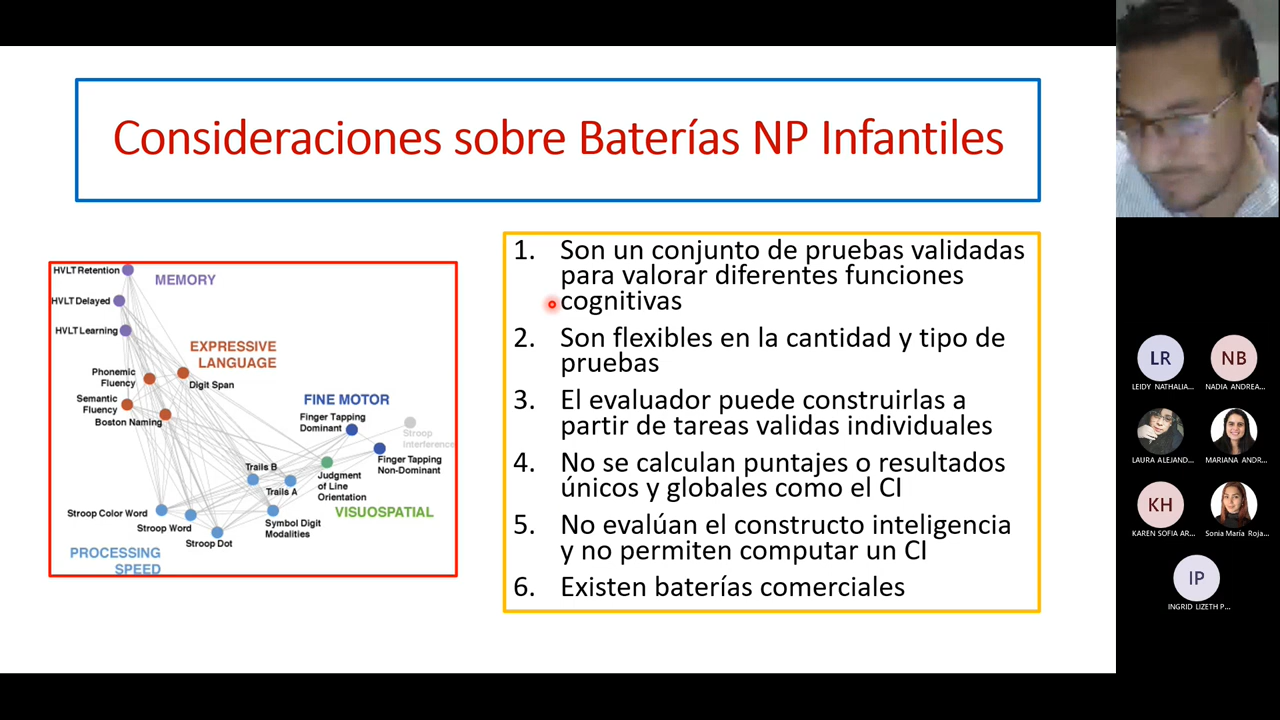 Consideraciones sobre Baterías NP Infantiles
HVLT Retention
MEMORY
HVLT Delayed
HVLT Learning
EXPRESSIVE
LANGUAGE
Phonemic
Fluency
Digit Span
Semantic
Fluency
Boston Naming
FINE MOTOR
Finger Tapping
Dominant
Stroop
Interference
Finger Tapping
Non-Dominant
Trails B
Trails A
Judgment
of Line
Orientation
VISUOSPATIAL
Stroop Color Word
Stroop Word
Stroop Dot
Symbol Digit
Modalities
PROCESSING
SPEED
1. Son un conjunto de pruebas validadas
para valorar diferentes funciones
cognitivas
2. Son flexibles en la cantidad y tipo de
pruebas
3. El evaluador puede construirlas a
partir de tareas validas individuales
4. No se calculan puntajes o resultados
únicos y globales como el CI
5. No evalúan el constructo inteligencia
y no permiten computar un CI
6. Existen baterías comerciales
LR
LEIDY NATHALIA...
NB
NADIA ANDREA...
LAURA ALEJAND...
MARIANA ANDR...
KH
KAREN SOFIA AR...
Sonia María Roja...
IP
INGRID LIZETH P...